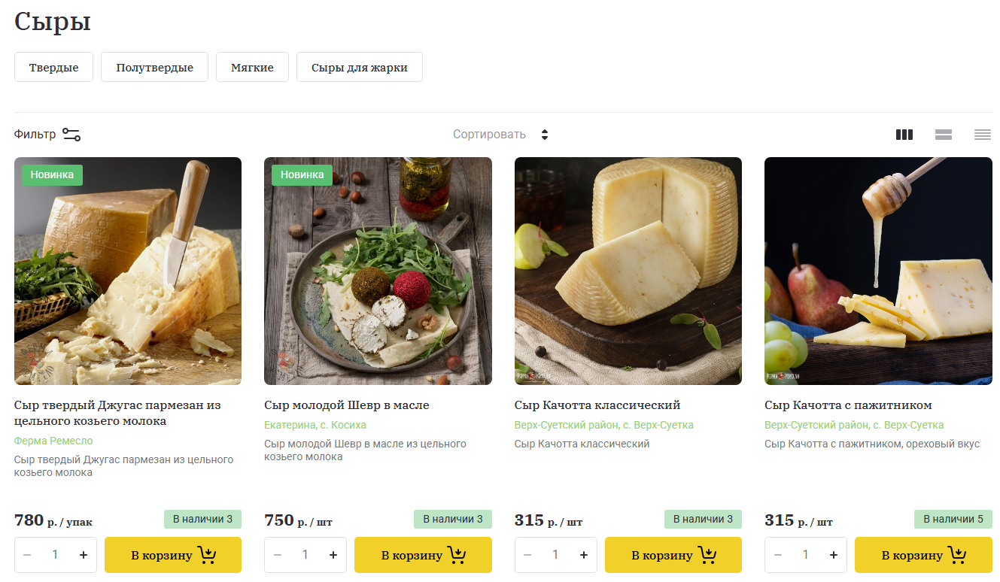 Сыры
Твердые
Полутвердые
Мягкие
Сыры для жарки
Фильтр
Сортировать
Новинка
Новинка
Сыр твердый Джугас пармезан из
цельного козьего молока
Ферма Ремесло
Сыр твердый Джугас пармезан из цельного
козьего молока
780 р. / упак
В наличии 3
1
В корзину
Сыр молодой Шевр в масле
Екатерина, с. Косиха
Сыр молодой Шевр в масле из цельного
козьего молока
750 р. / шт
В наличии 3
1
В корзину
Сыр Качотта классический
Верх-Суетский район, с. Верх-Суетка
Сыр Качотта классический
315 р. / шт
В наличии 3
1
В корзину
Сыр Качотта с пажитником
Верх-Суетский район, с. Верх-Суетка
Сыр Качотта с пажитником, ореховый вкус
315 р. / шт
В наличии 5
1
В корзину